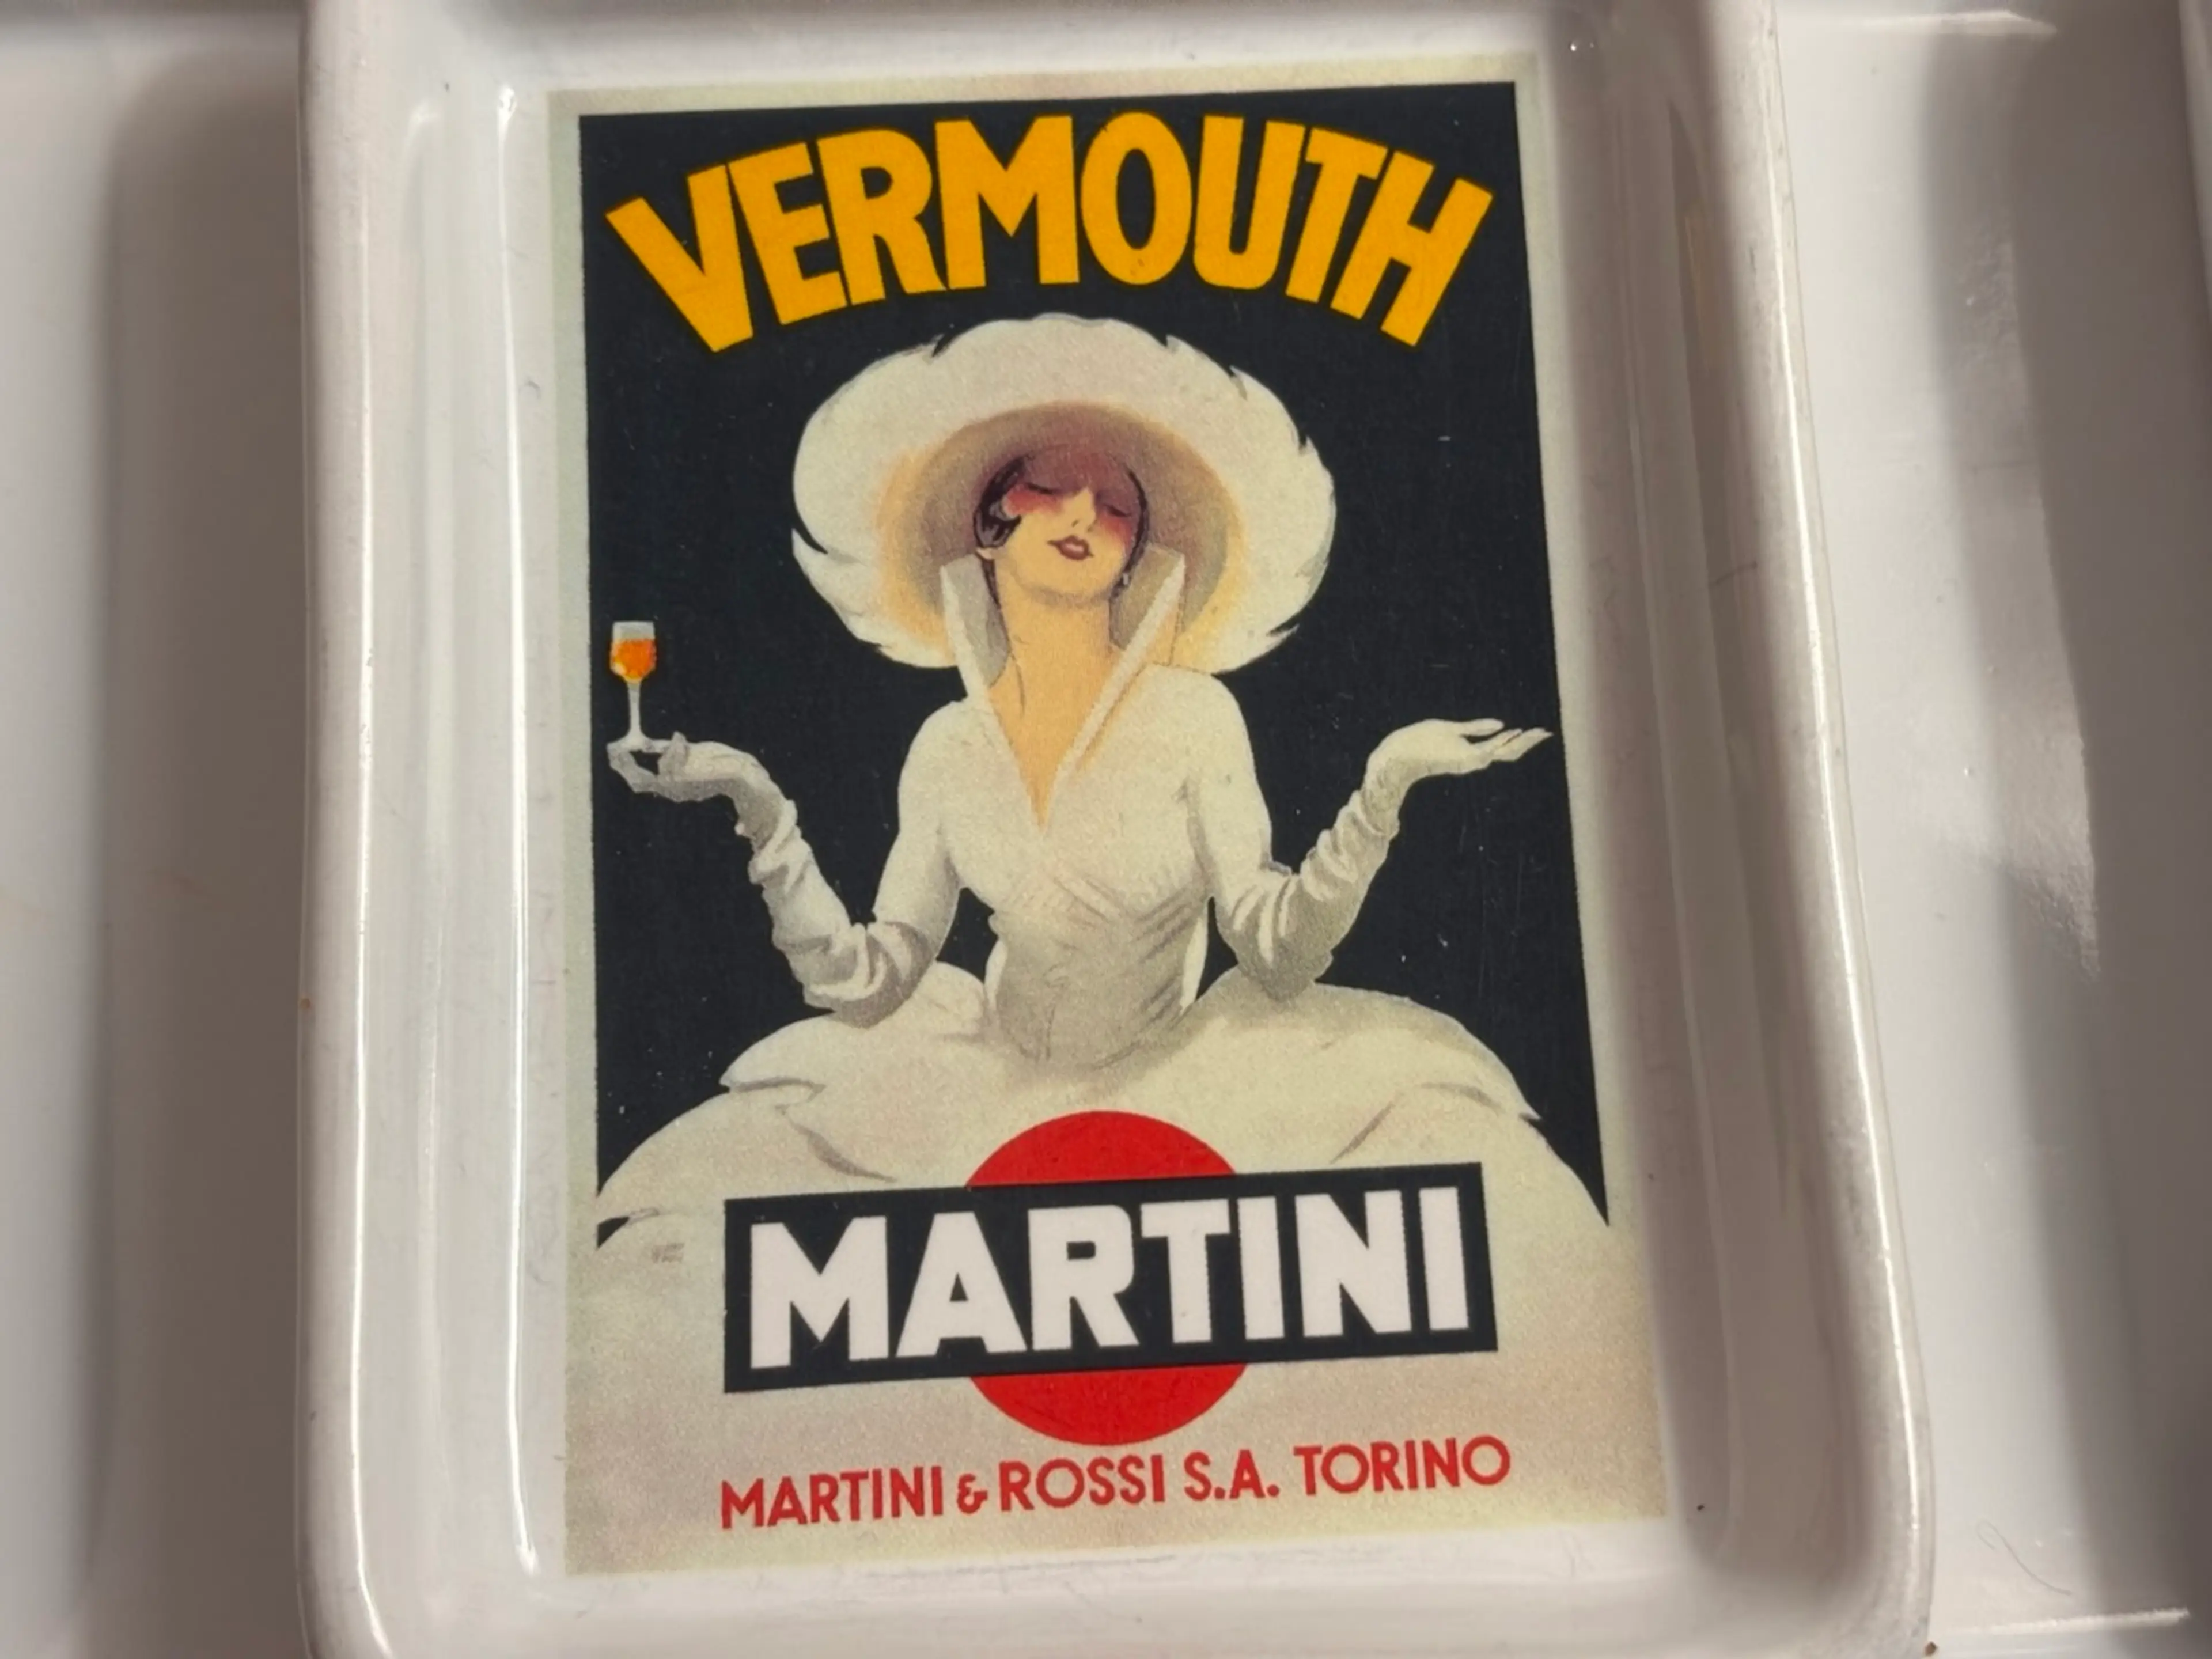 VERMOUTH
MARTINI
MARTINI & ROSSI S.A. TORINO